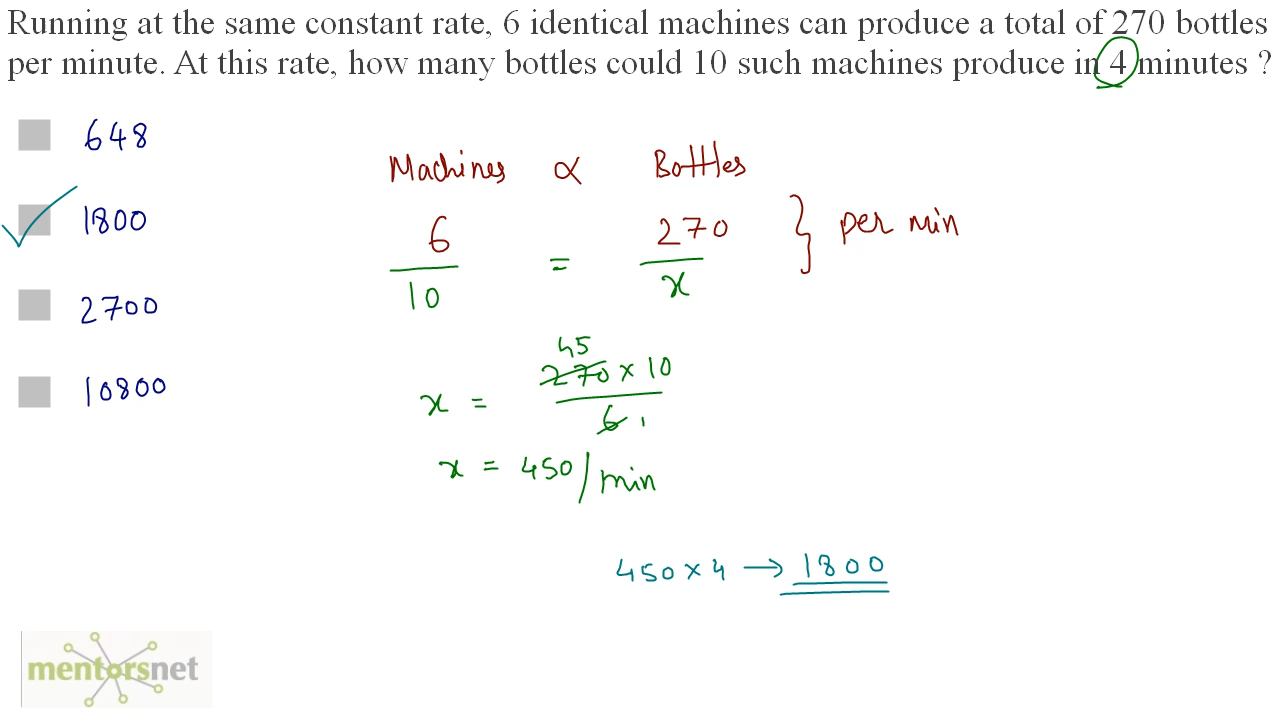 Running at the same constant rate, 6 identical machines can produce a total of 270 bottles
per minute. At this rate, how many bottles could 10 such machines produce in 4 minutes ?
648
1800
2700
10800
Machines ∝ Bottles
6 270 } per min
10 = x
45
x = 270 x 10
6 1
x = 450/min
450 x 4 → 1800
mentorsnet